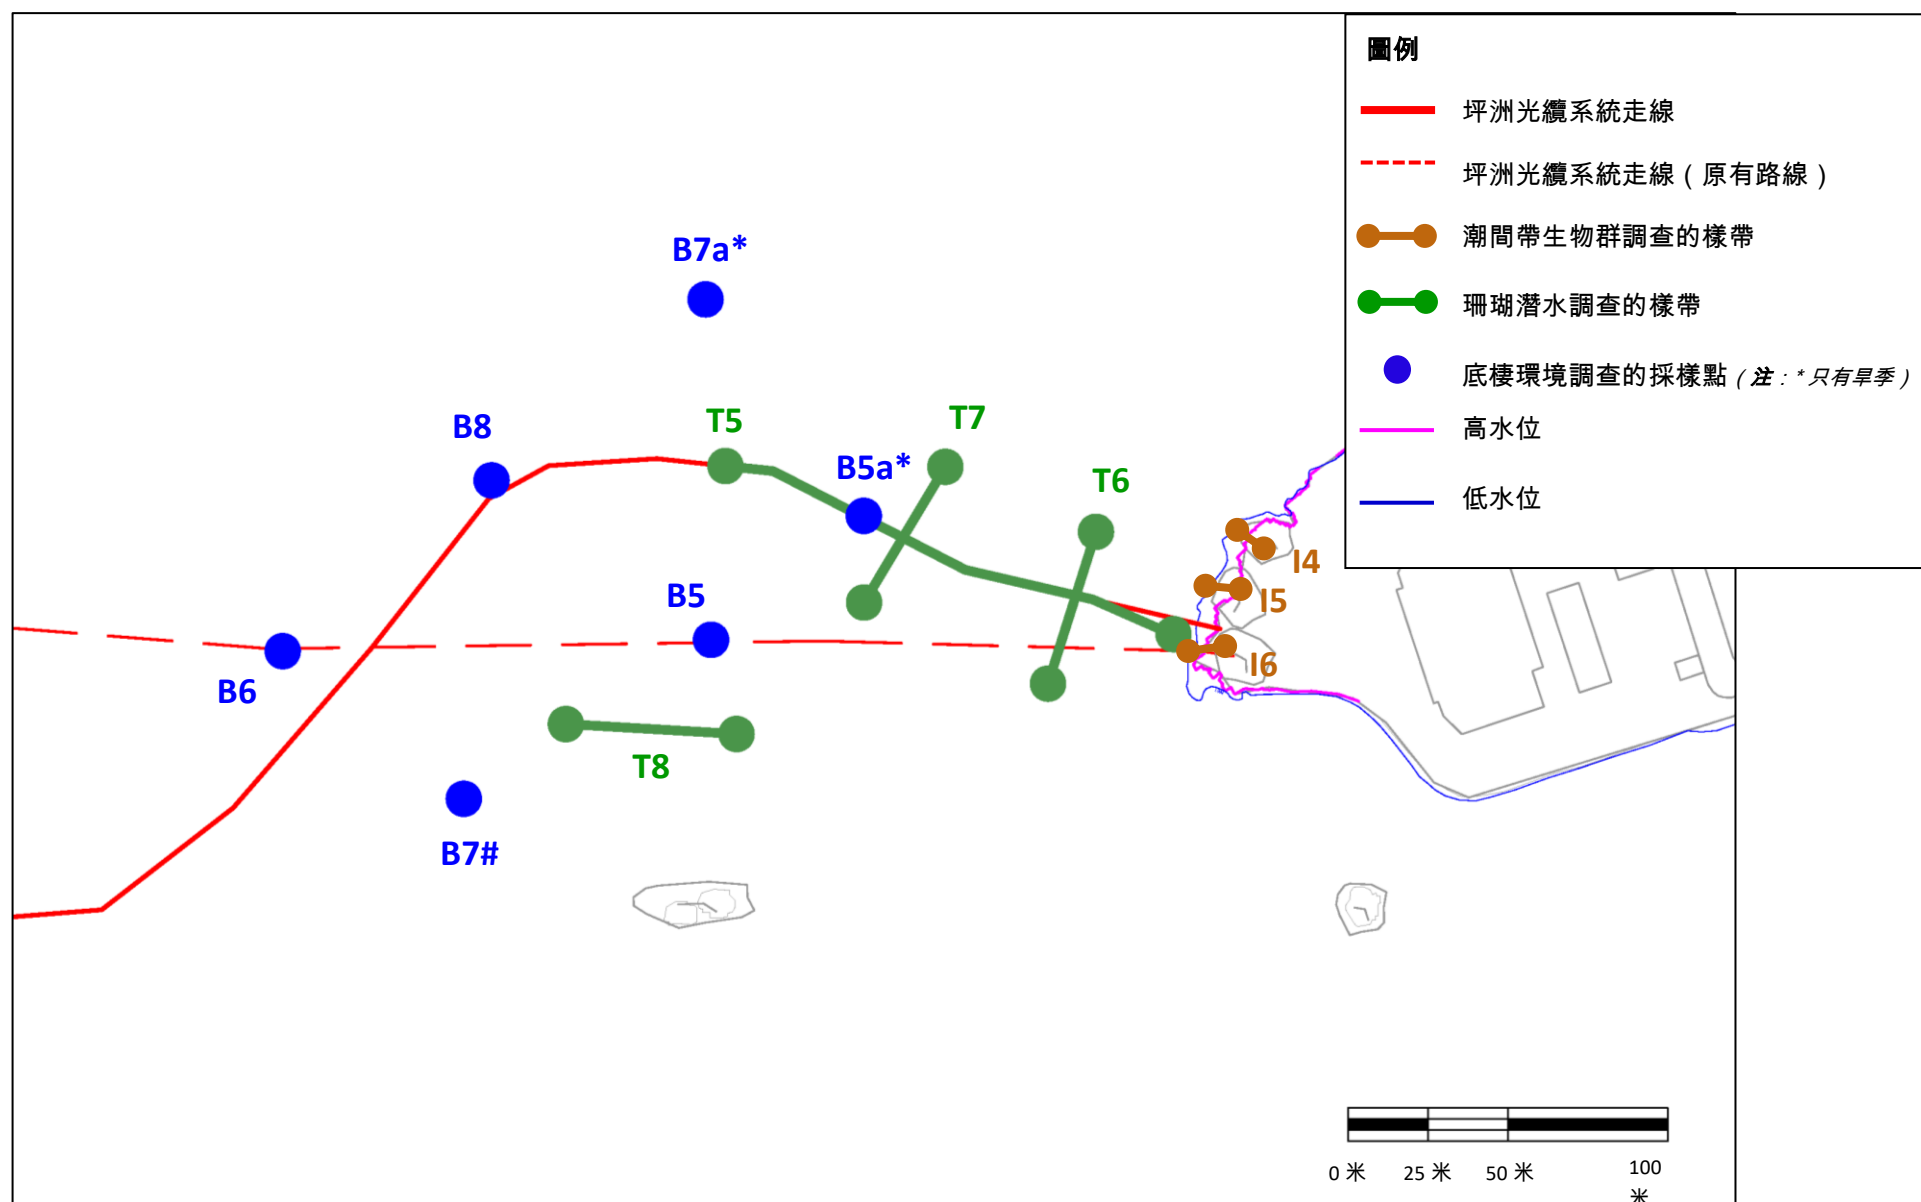 圖例
坪洲光纜系統走線
坪洲光纜系統走線（原有路線）
潮間帶生物群調查的樣帶
珊瑚潛水調查的樣帶
底棲環境調查的採樣點（注：* 只有旱季）
高水位
低水位
B7a*
B8
T5
T7
B5a*
T6
I4
I5
B5
I6
B6
T8
B7#
0 米
25 米
50 米
100
米